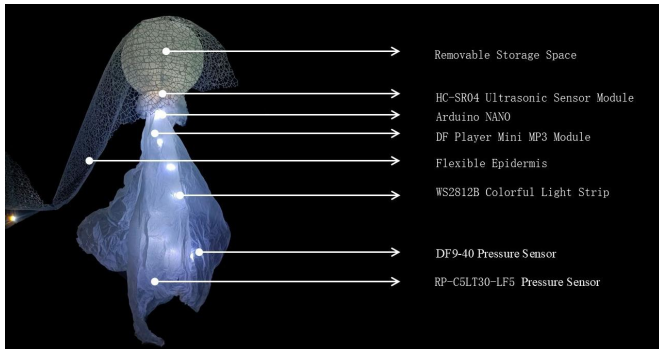 Removable Storage Space
HC-SR04 Ultrasonic Sensor Module
Arduino NANO
DF Player Mini MP3 Module
Flexible Epidermis
WS2812B Colorful Light Strip
DF9-40 Pressure Sensor
RP-C5LT30-LF5 Pressure Sensor